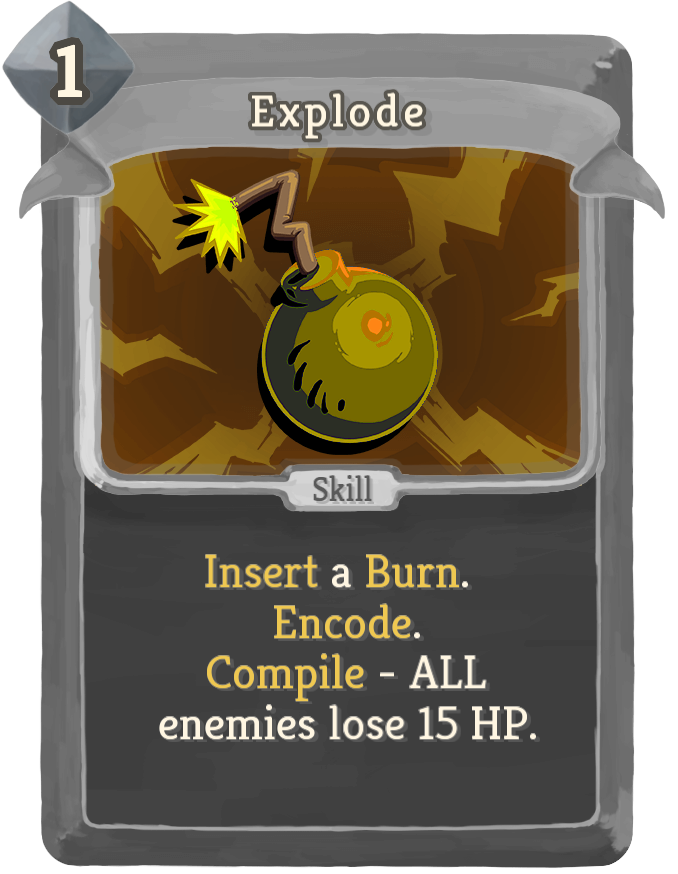 1
Explode
Skill
Insert a Burn.
Encode.
Compile - ALL
enemies lose 15 HP.